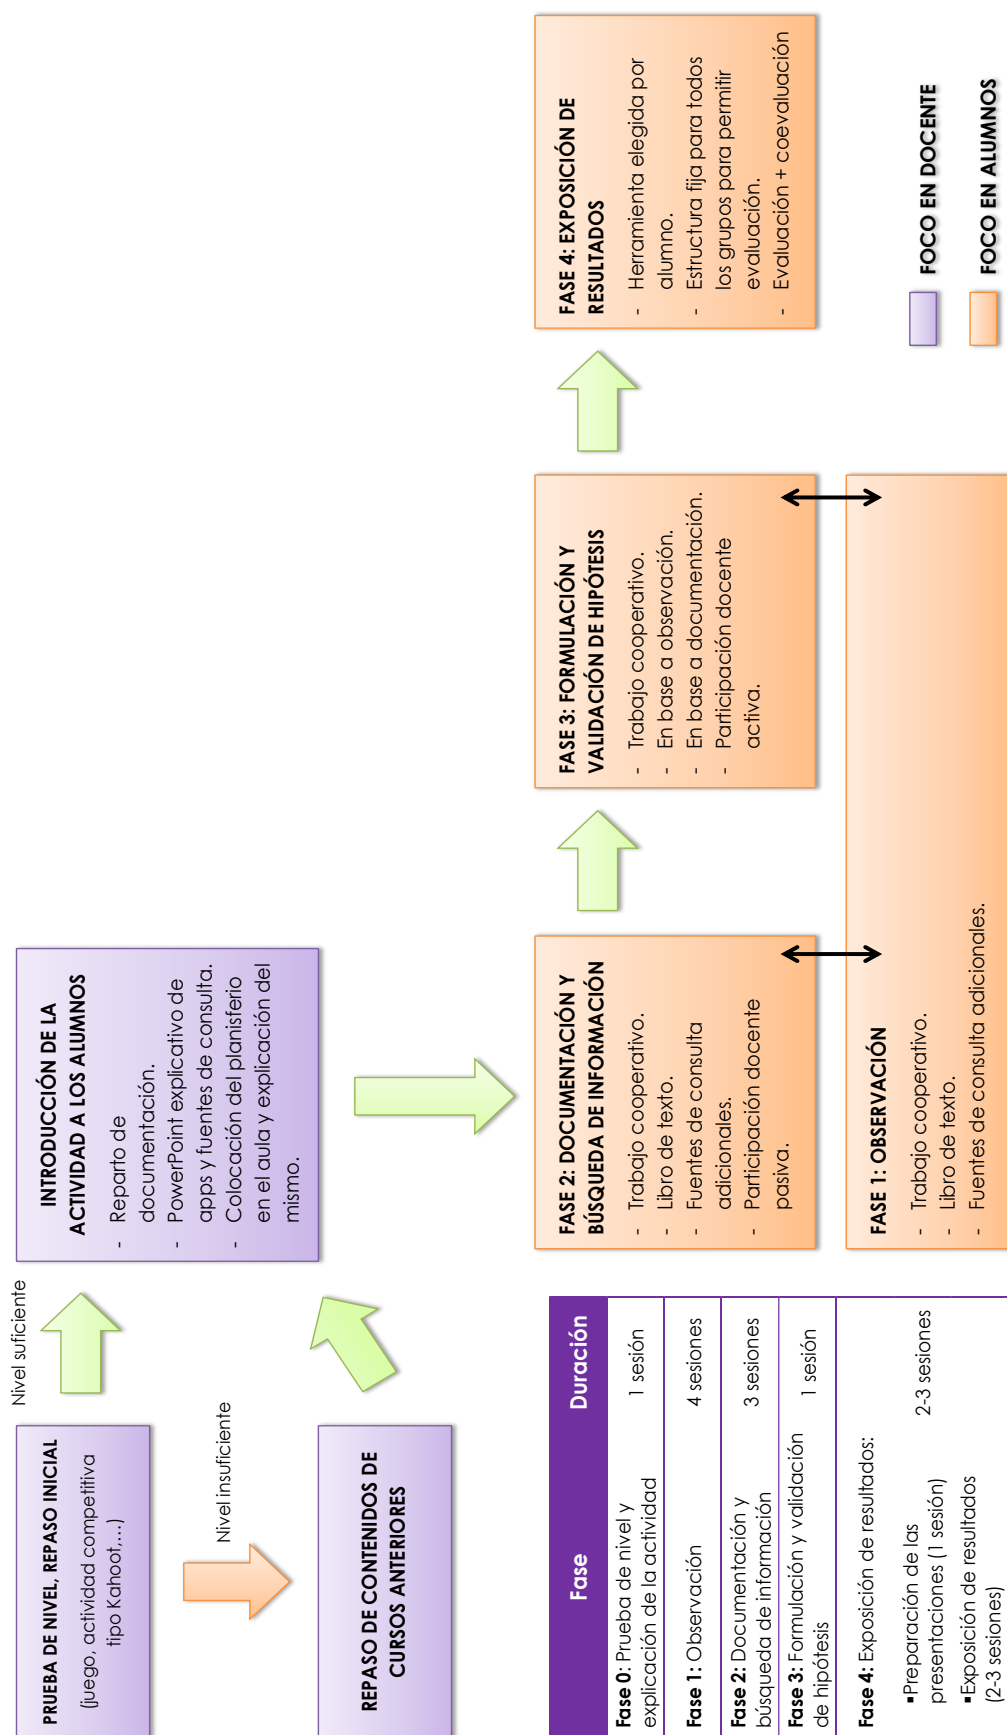 PRUEBA DE NIVEL, REPASO INICIAL
(juego, actividad competitiva
tipo Kahoot,…)
Nivel suficiente
Nivel insuficiente
REPASO DE CONTENIDOS DE
CURSOS ANTERIORES
INTRODUCCIÓN DE LA
ACTIVIDAD A LOS ALUMNOS
- Reparto de
documentación.
- PowerPoint explicativo de
apps y fuentes de consulta.
- Colocación del planisferio
en el aula y explicación del
mismo.
Fase Duración
Fase 0: Prueba de nivel y
explicación de la actividad
1 sesión
Fase 1: Observación 4 sesiones
Fase 2: Documentación y
búsqueda de información
3 sesiones
Fase 3: Formulación y validación
de hipótesis
1 sesión
Fase 4: Exposición de resultados:
▪Preparación de las
presentaciones (1 sesión)
▪Exposición de resultados
(2-3 sesiones)
2-3 sesiones
FASE 2: DOCUMENTACIÓN Y
BÚSQUEDA DE INFORMACIÓN
- Trabajo cooperativo.
- Libro de texto.
- Fuentes de consulta
adicionales.
- Participación docente
pasiva.
FASE 3: FORMULACIÓN Y
VALIDACIÓN DE HIPÓTESIS
- Trabajo cooperativo.
- En base a observación.
- En base a documentación.
- Participación docente
activa.
FASE 4: EXPOSICIÓN DE
RESULTADOS
- Herramienta elegida por
alumno.
- Estructura fija para todos
los grupos para permitir
evaluación.
- Evaluación + coevaluación
FASE 1: OBSERVACIÓN
- Trabajo cooperativo.
- Libro de texto.
- Fuentes de consulta adicionales.
FOCO EN DOCENTE
FOCO EN ALUMNOS